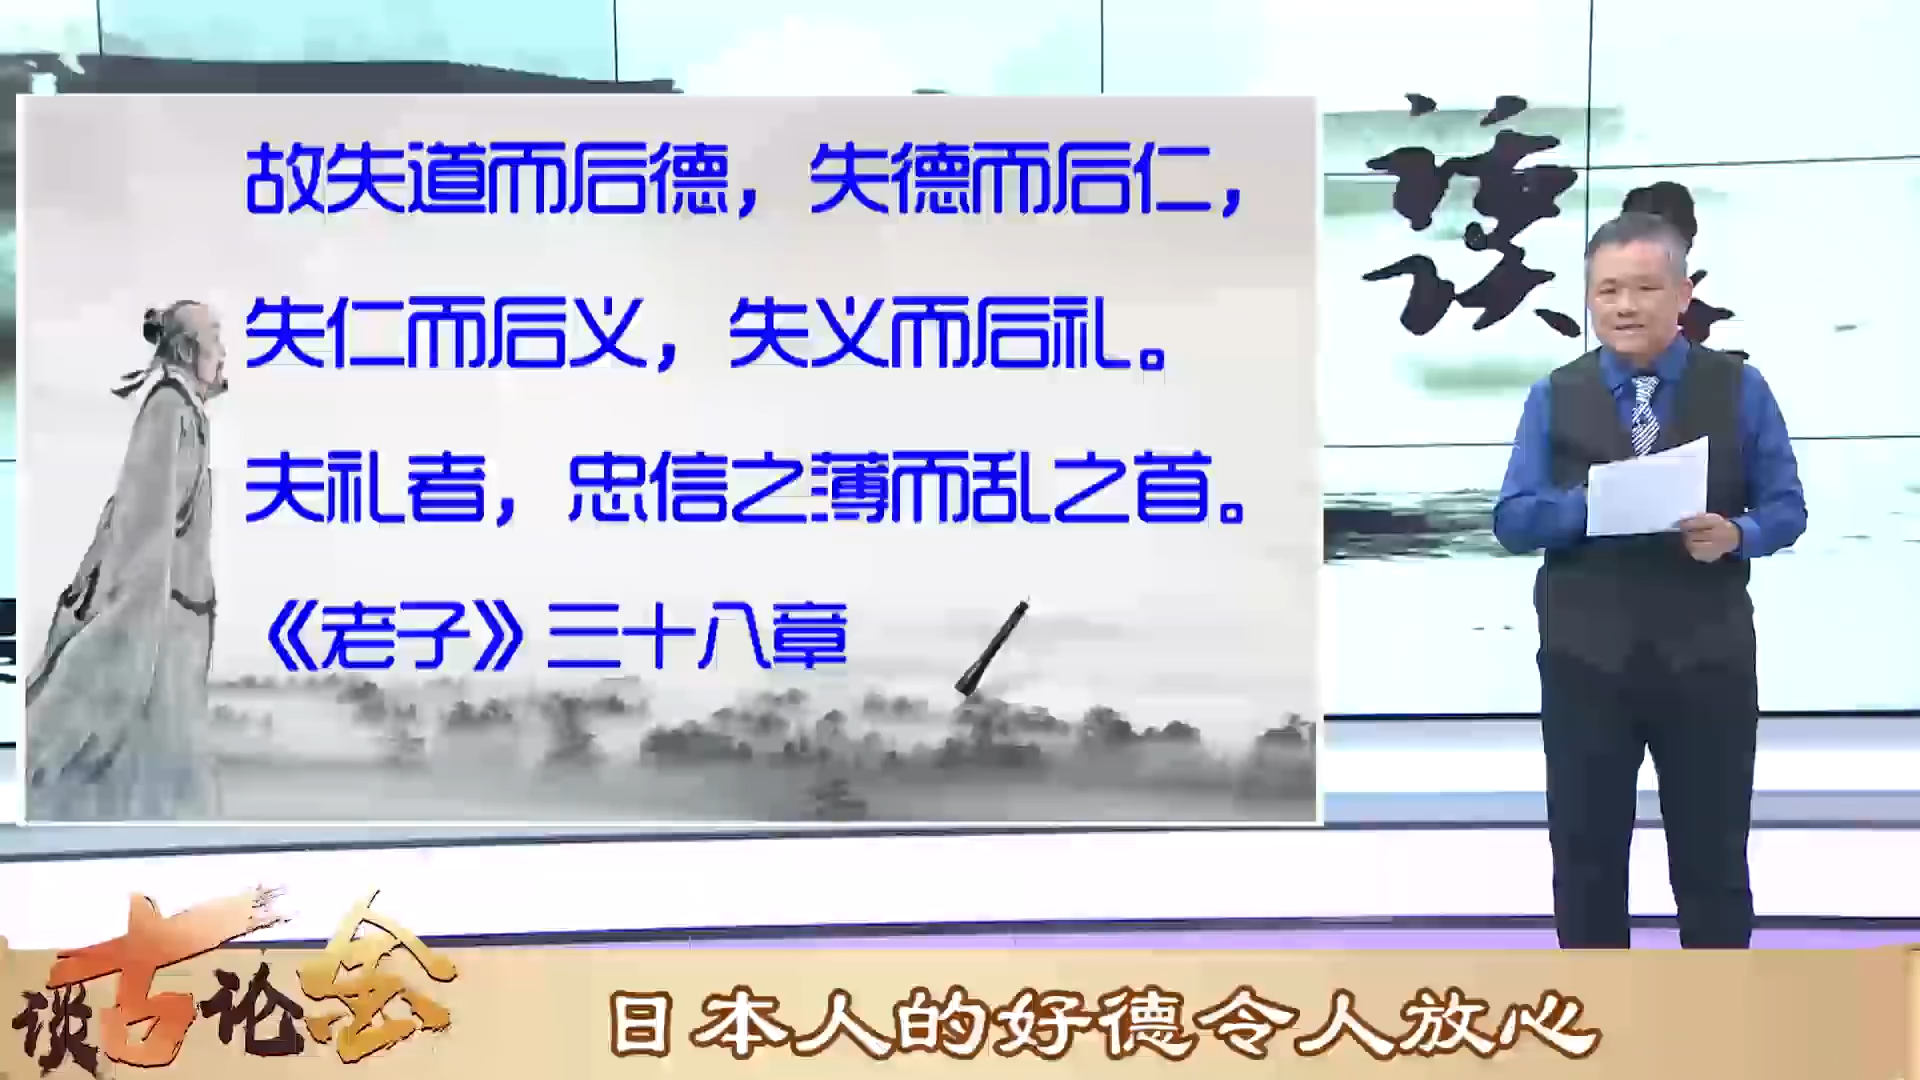 故失道而后德，失德而后仁，
失仁而后义，失义而后礼。
夫礼者，忠信之薄而乱之首。
《老子》三十八章
谈
谈古论金
日本人的好德令人放心